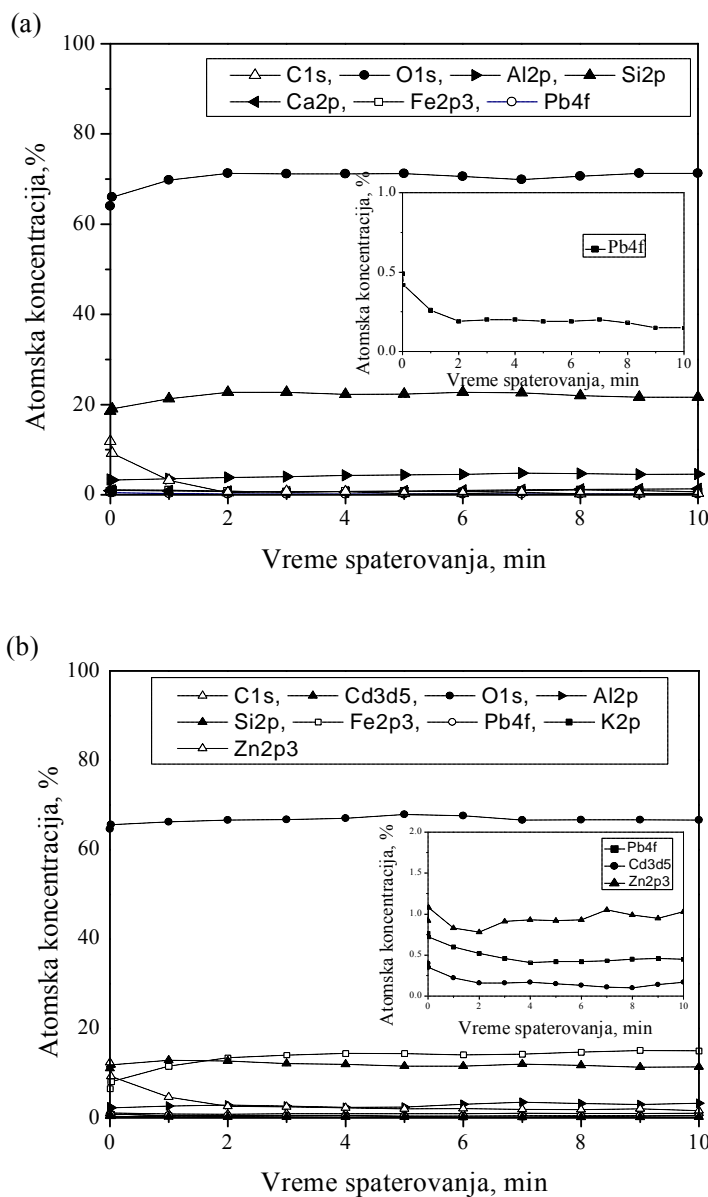 (a)
100
80
60
40
20
0
Atomska koncentracija,%
C1s, O1s, Al2p, Si2p
Ca2p, Fe2p3, Pb4f
1.0
0.5
0.0
Atomska koncentracija, %
Pb4f
0 2 4 6 8 10
Vreme spaterovanja, min
0 2 4 6 8 10
Vreme spaterovanja, min
(b)
100
80
60
40
20
0
Atomska koncentracija, %
C1s, Cd3d5, O1s, Al2p
Si2p, Fe2p3, Pb4f, K2p
Zn2p3
2.0
1.5
1.0
0.5
0.0
Atomska koncentracija, %
Pb4f
Cd3d5
Zn2p3
0 2 4 6 8 10
Vreme spaterovanja, min
0 2 4 6 8 10
Vreme spaterovanja, min